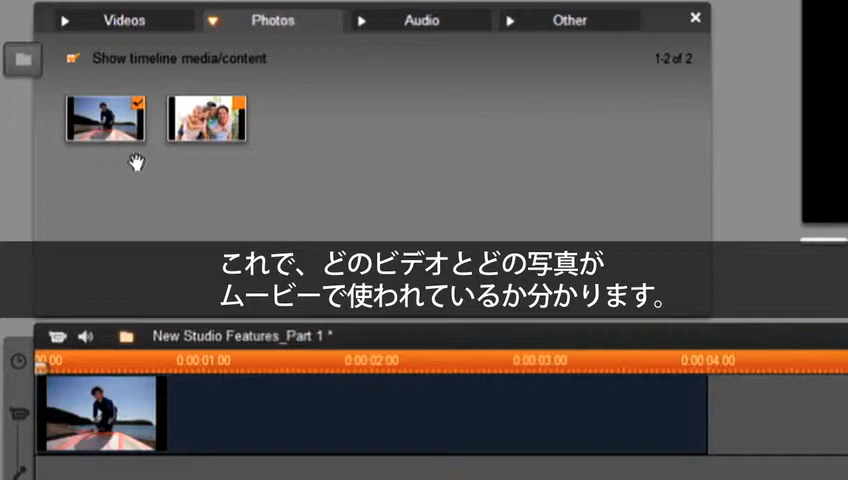 Videos
Photos
Audio
Other
Show timeline media/content
1-2 of 2
これで、どのビデオとどの写真が
ムービーで使われているか分かります。
New Studio Features_Part 1 *
0:00:01.00
0:00:02.00
0:00:03.00
0:00:04.00